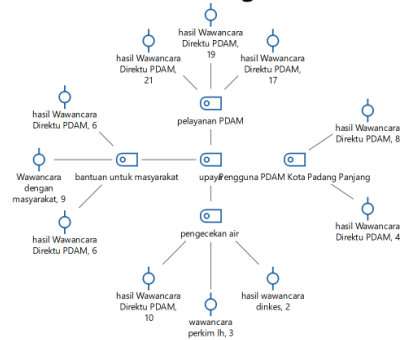 hasil Wawancara
Direktu PDAM,
19
hasil Wawancara
Direktu PDAM,
21
hasil Wawancara
Direktu PDAM,
17
pelayanan PDAM
hasil Wawancara
Direktu PDAM, 6
hasil Wawancara
Direktu PDAM, 8
bantuan untuk masyarakat
upaya
Pengguna PDAM Kota Padang Panjang
Wawancara
dengan
masyarakat, 9
hasil Wawancara
Direktu PDAM, 6
hasil Wawancara
Direktu PDAM, 4
pengecekan air
hasil Wawancara
Direktu PDAM,
10
wawancara
perkim lh, 3
hasil wawancara
dinkes, 2